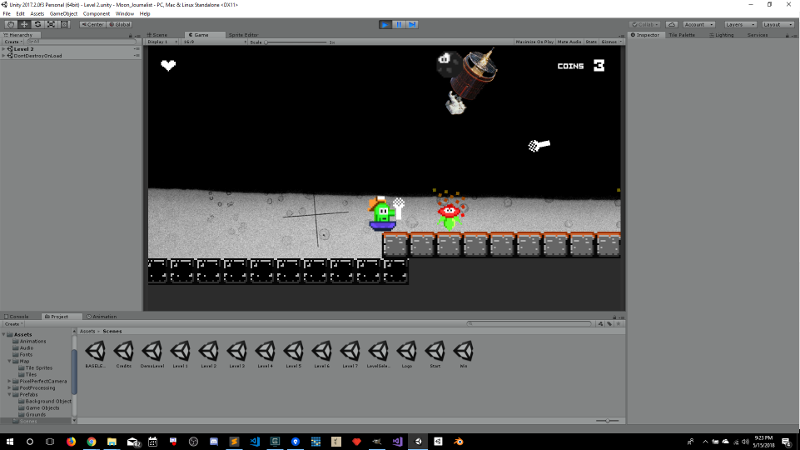 Unity 2017.2.0f3 Personal (64bit) - Level 2.unity - Moon_Journalist - PC, Mac & Linux Standalone <DX11>
File Edit Assets GameObject Component Window Help
Center Global
Collab Account Layers Layout
Hierarchy Scene Game Sprite Editor Inspector Tile Palette Lighting Services
Create Display 1 16:9 Scale 1x Maximize On Play Mute Audio Stats Gizmos
Level 2
DontDestroyOnLoad
COINS 3
Console Project Animation
Create
Assets Assets Scenes
Animations
Audio
Fonts
Map
Tile Sprites
Tiles
PixelPerfectCamera
PostProcessing
Prefabs
Background Object
Game Objects
Grounds
Scenes
Credits DemoLevel Level 1 Level 2 Level 3 Level 4 Level 5 Level 6 Level 7 LevelSele... Logo Start Win
9:23 PM
5/15/2018